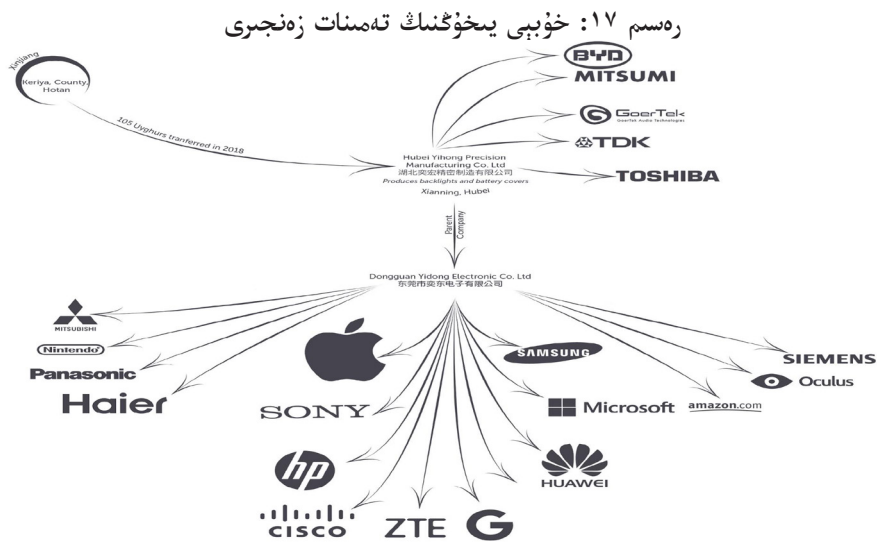 رەسىم ١٧: خۇبېي يىخۇڭنىڭ تەمىنات زەنجىرى
Xinjiang
Keriya, County,
Hotan
105 Uyghurs tranferred in 2018
BYD
MITSUMI
GoerTek
GoerTek Audio Technologies
TDK
Hubei Yihong Precision
Manufacturing Co. Ltd
湖北奕宏精密制造有限公司
Produces backlights and battery covers
Xianning, Hubei
TOSHIBA
Parent
Company
Dongguan Yidong Electronic Co. Ltd
东莞市奕东电子有限公司
MITSUBISHI
Nintendo
Panasonic
Haier
SONY
hp
CISCO
ZTE
G
HUAWEI
Microsoft
SAMSUNG
amazon.com
Oculus
SIEMENS